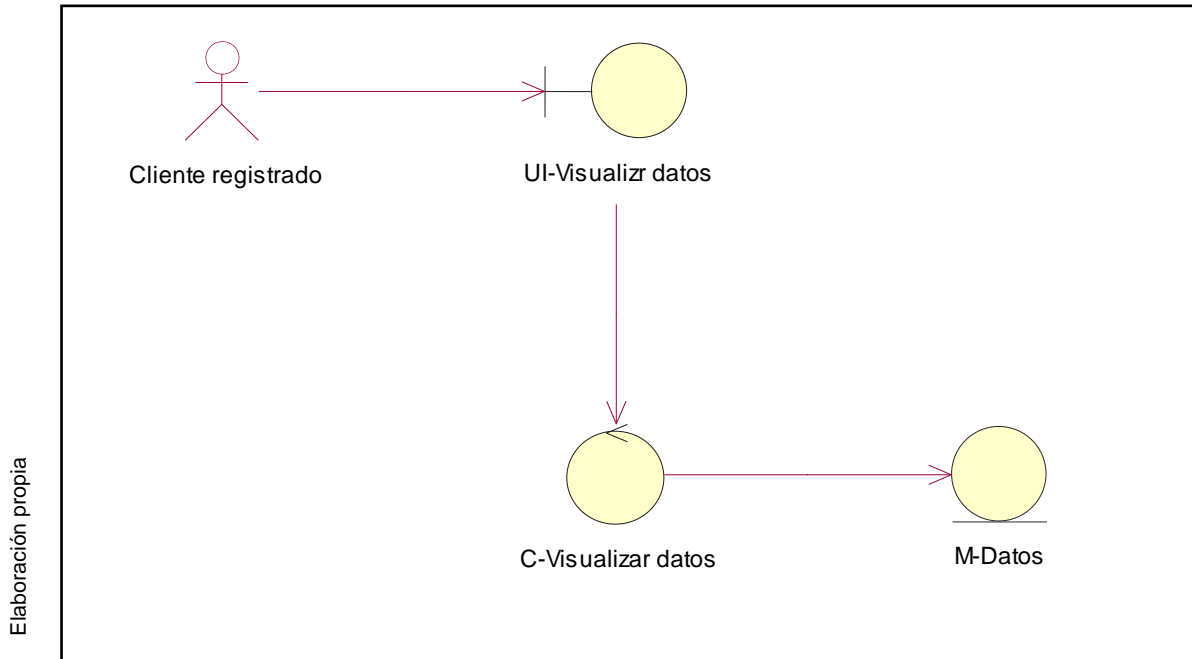 Cliente registrado
UI-Visualizr datos
C-Visualizar datos
M-Datos
Elaboración propia